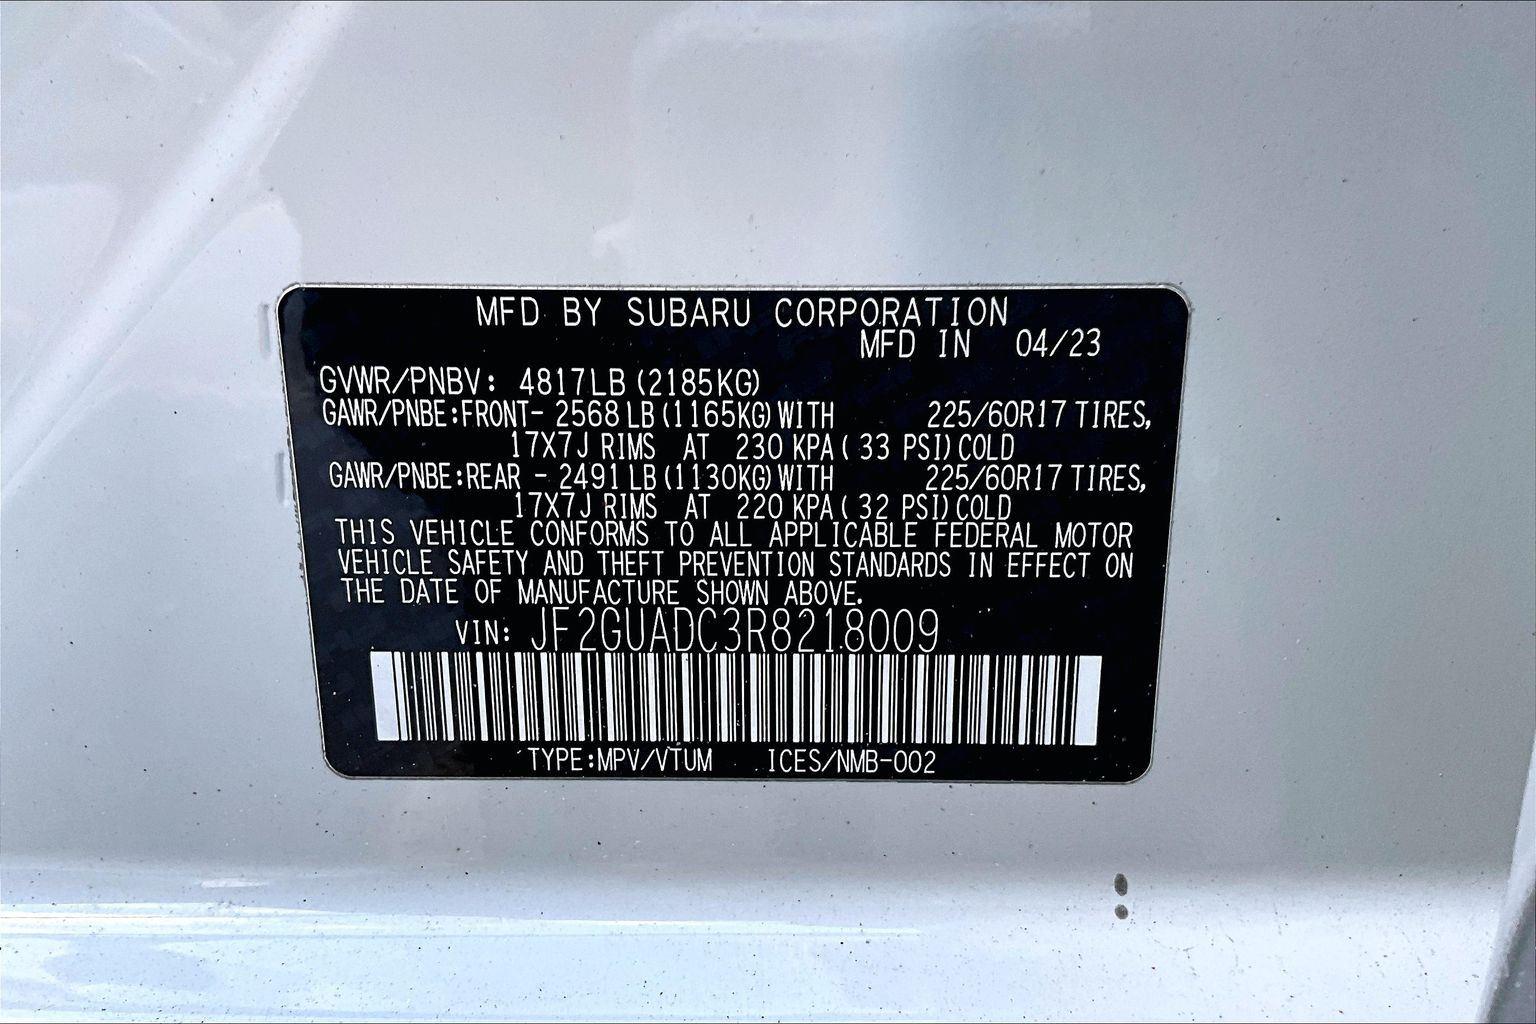 MFD BY SUBARU CORPORATION
MFD IN 04/23
GVWR/PNBV: 4817LB (2185KG)
GAWR/PNBE:FRONT- 2568 LB (1165KG) WITH 225/60R17 TIRES,
17X7J RIMS AT 230 KPA ( 33 PSI) COLD
GAWR/PNBE:REAR - 2491 LB (1130KG) WITH 225/60R17 TIRES,
17X7J RIMS AT 220 KPA ( 32 PSI) COLD
THIS VEHICLE CONFORMS TO ALL APPLICABLE FEDERAL MOTOR
VEHICLE SAFETY AND THEFT PREVENTION STANDARDS IN EFFECT ON
THE DATE OF MANUFACTURE SHOWN ABOVE.
VIN: JF2GUADC3R8218009
TYPE:MPV/VTUM ICES/NMB-002